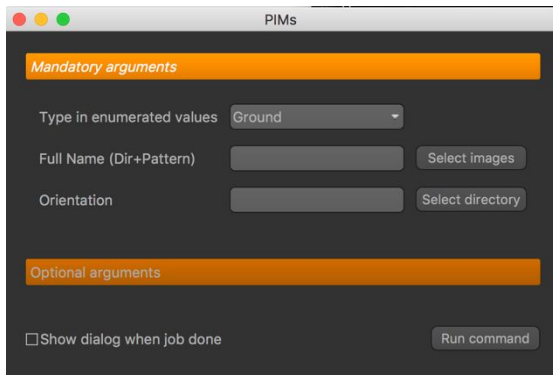 PIMs
Mandatory arguments
Type in enumerated values Ground
Full Name (Dir+Pattern) Select images
Orientation Select directory
Optional arguments
Show dialog when job done Run command